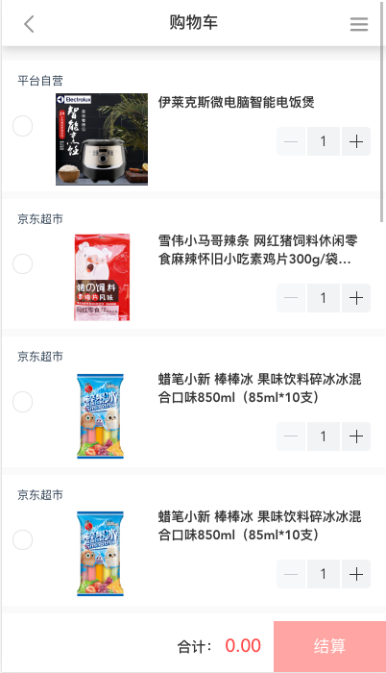 购物车
平台自营
Electrolux
智能烹饪
伊莱克斯微电脑智能电饭煲
1
京东超市
雪伟小马哥辣条 网红猪饲料休闲零
食麻辣怀旧小吃素鸡片300g/袋...
1
京东超市
蜡笔小新 棒棒冰 果味饮料碎冰冰混
合口味850ml（85ml*10支）
1
京东超市
蜡笔小新 棒棒冰 果味饮料碎冰冰混
合口味850ml（85ml*10支）
1
合计： 0.00 结算